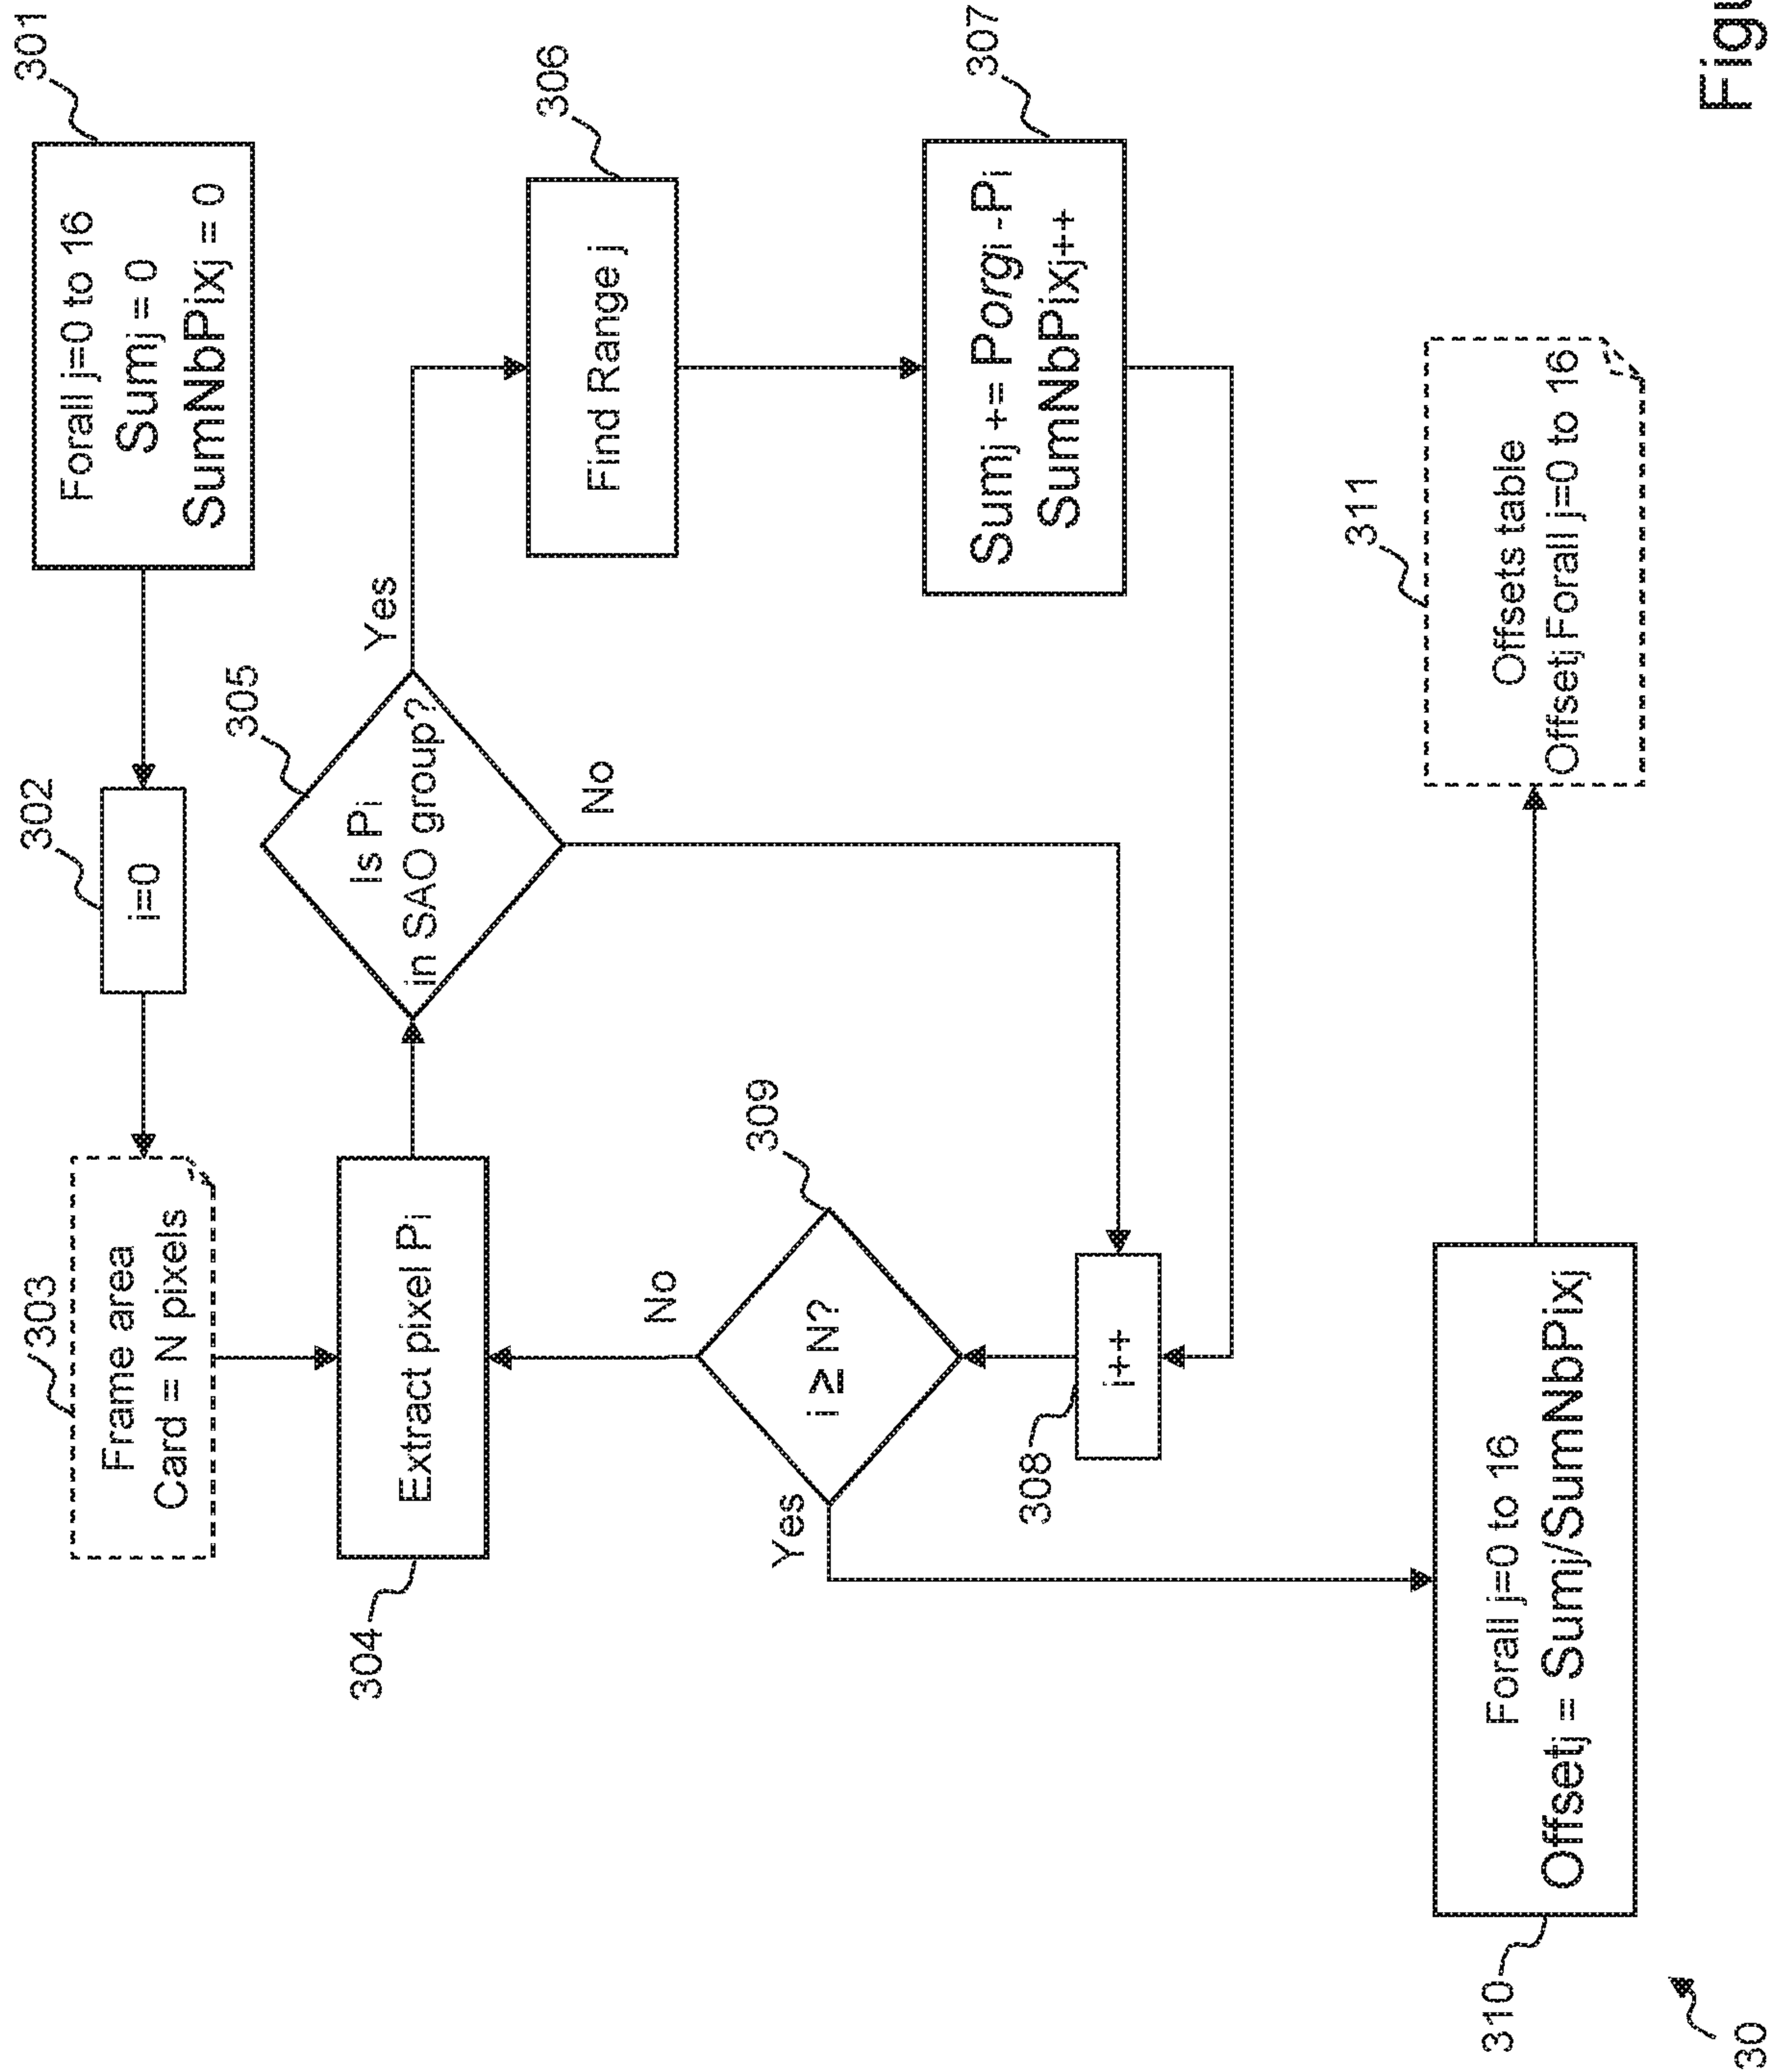 301
Forall j=0 to 16
Sumj = 0
SumNbPixj = 0
302
i=0
303
Frame area
Card = N pixels
304
Extract pixel Pi
305
Is Pi
in SAO group?
Yes
No
306
Find Range j
307
Sumj += Porgi -Pi
SumNbPixj++
308
i++
309
i ≥ N?
No
Yes
310
Forall j=0 to 16
Offsetj = Sumj/SumNbPixj
311
Offsets table
Offsetj Forall j=0 to 16
30
Figu